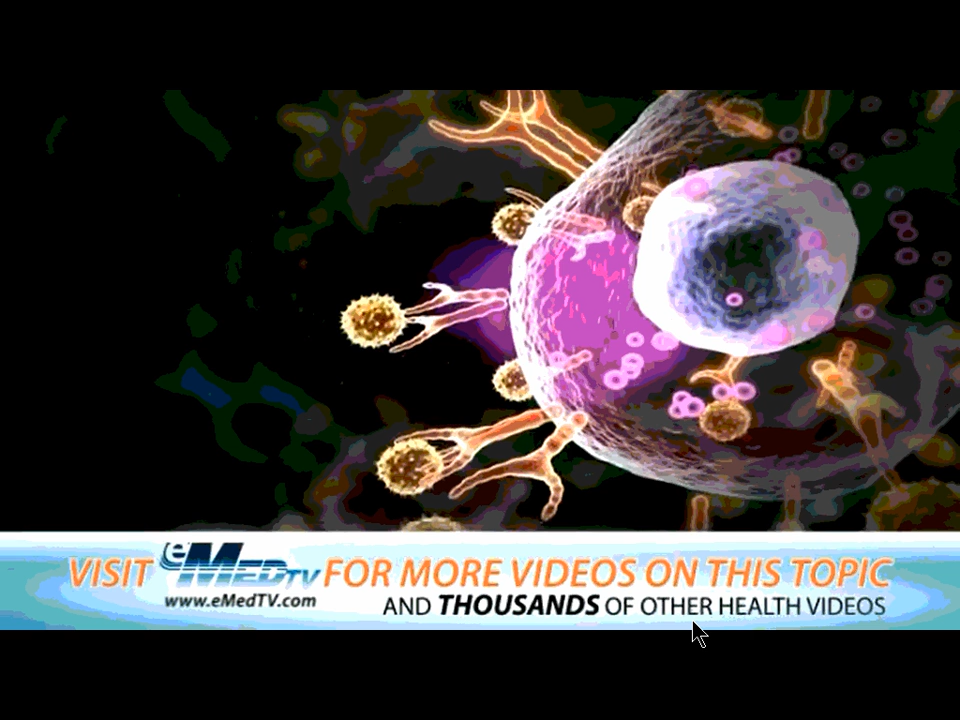 VISIT eMEDTV FOR MORE VIDEOS ON THIS TOPIC
www.eMedTV.com AND THOUSANDS OF OTHER HEALTH VIDEOS